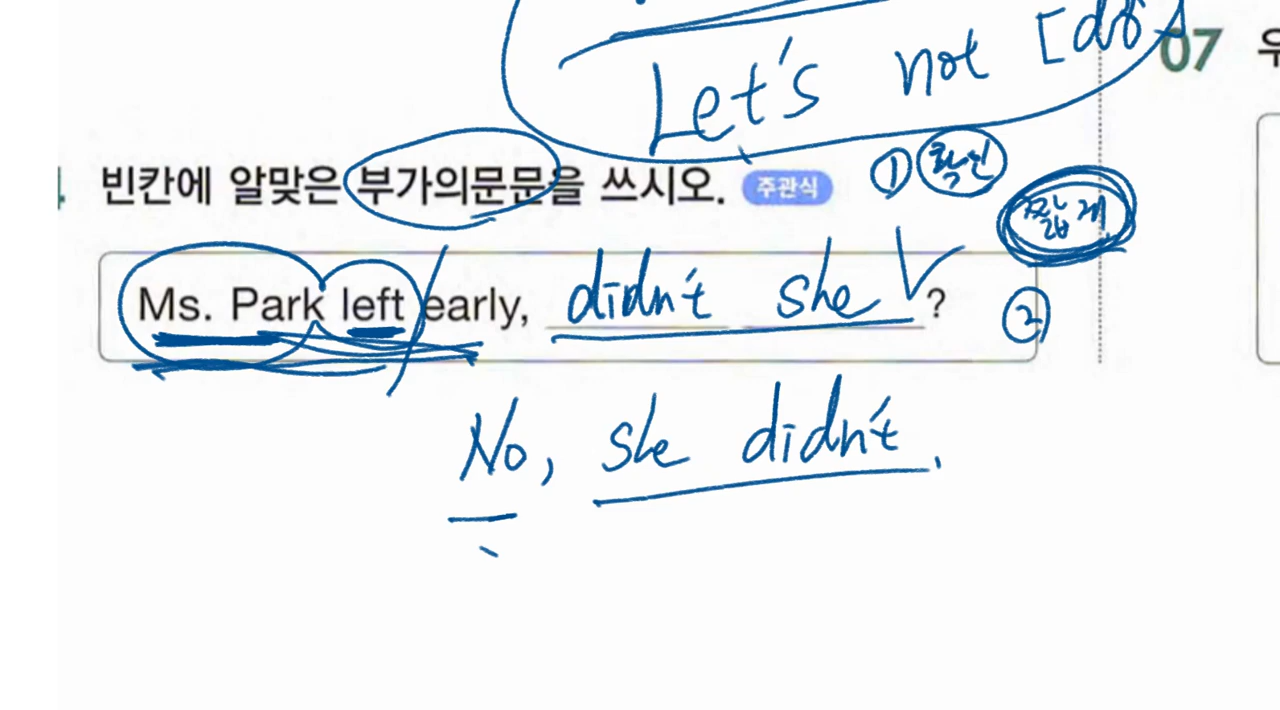 Let's not [do]
07
빈칸에 알맞은 부가의문문을 쓰시오. 주관식
① 확인
짧게
Ms. Park left early, didn't she ?
②
No, she didn't.